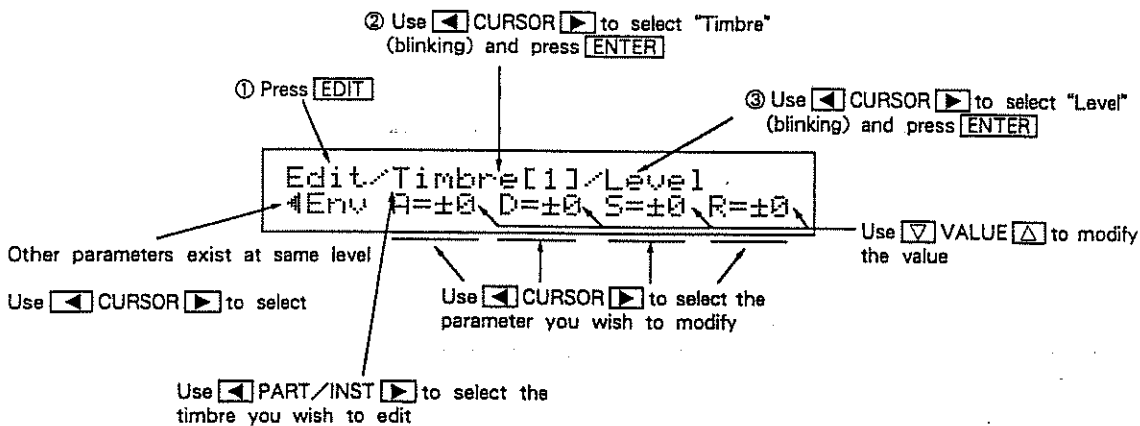 ② Use ◀ CURSOR ▶ to select "Timbre"
(blinking) and press ENTER
① Press EDIT
③ Use ◀ CURSOR ▶ to select "Level"
(blinking) and press ENTER
Edit/Timbre[1]/Level
◀Env A=±0 D=±0 S=±0 R=±0
Other parameters exist at same level
Use ◀ CURSOR ▶ to select
Use ▽ VALUE △ to modify
the value
Use ◀ CURSOR ▶ to select the
parameter you wish to modify
Use ◀ PART/INST ▶ to select the
timbre you wish to edit